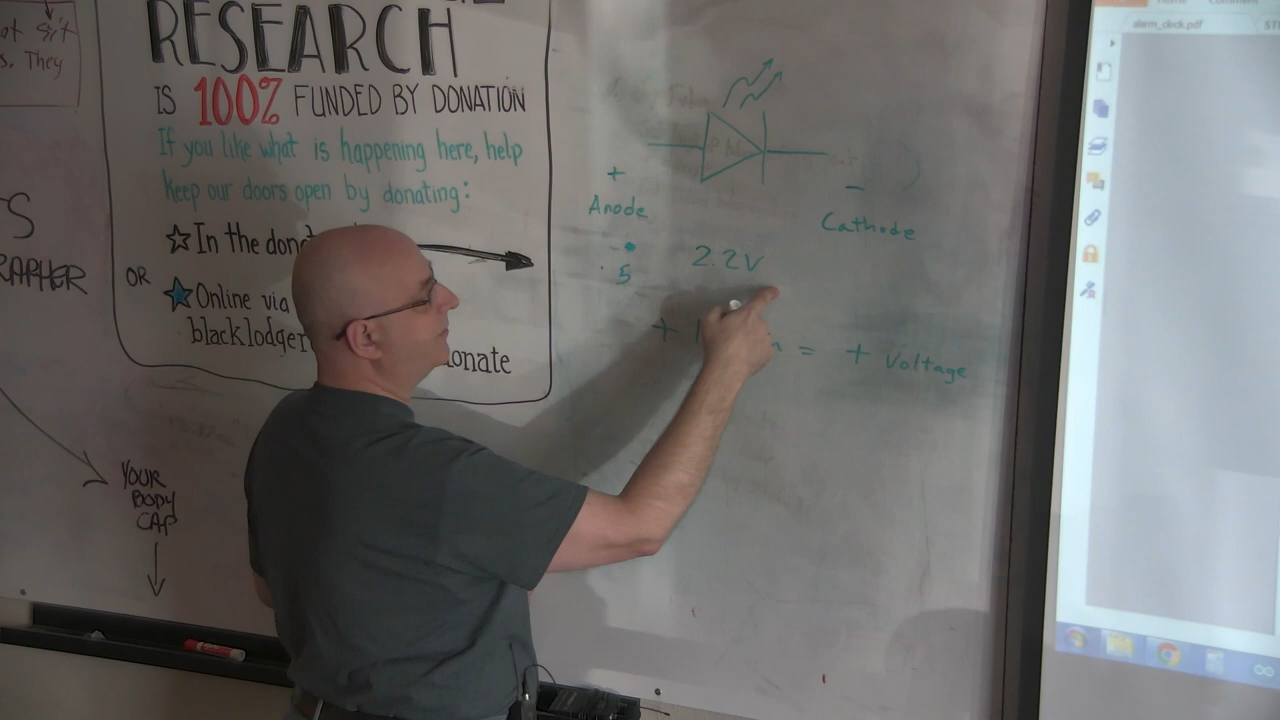 ot sit
s. They
RESEARCH
IS 100% FUNDED BY DONATION
If you like what is happening here, help
keep our doors open by donating:
In the don
OR
Online via
blacklodger
onate
S
RAPHER
YOUR
BODY
CAP
+
Anode
-
Cathode
5
2.2V
+ = + Voltage
alarm_clock.pdf